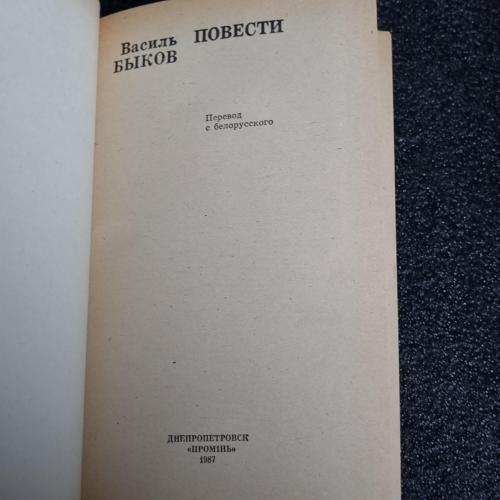 Василь ПОВЕСТИ
БЫКОВ
Перевод
с белорусского
ДНЕПРОПЕТРОВСК
«ПРОМІНЬ»
1987